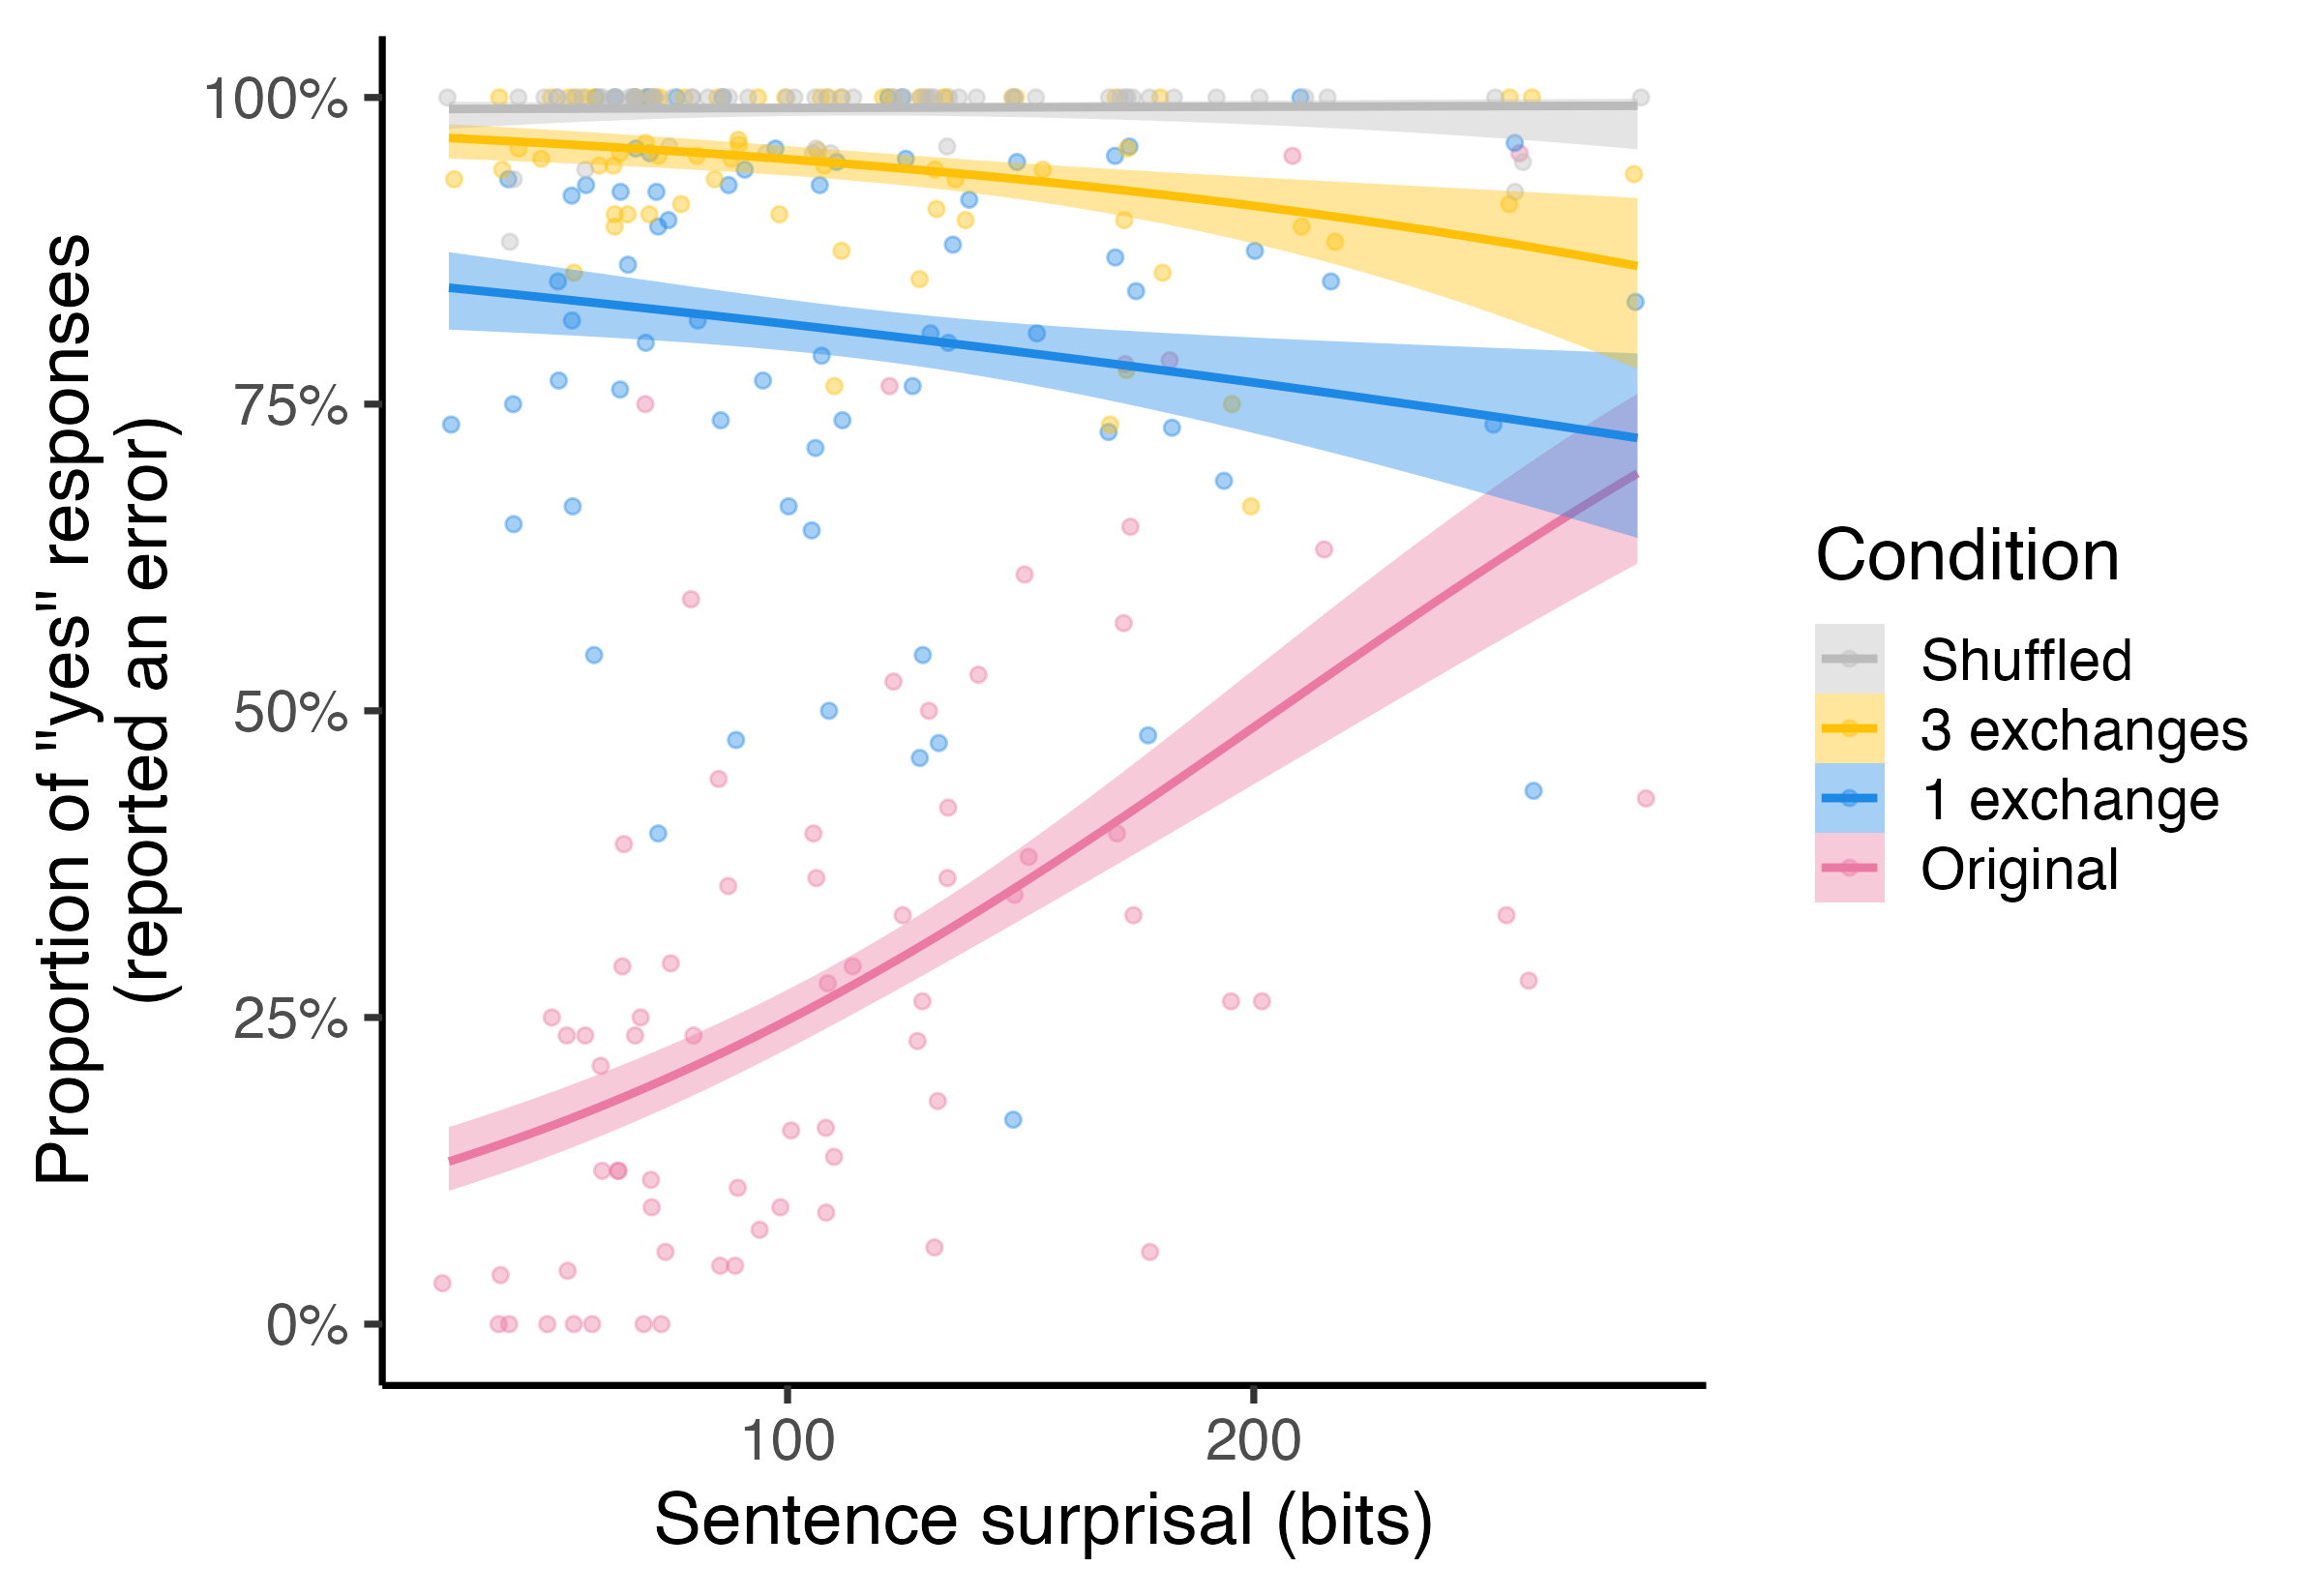 Proportion of "yes" responses
(reported an error)
100%
75%
50%
25%
0%
100
200
Sentence surprisal (bits)
Condition
Shuffled
3 exchanges
1 exchange
Original